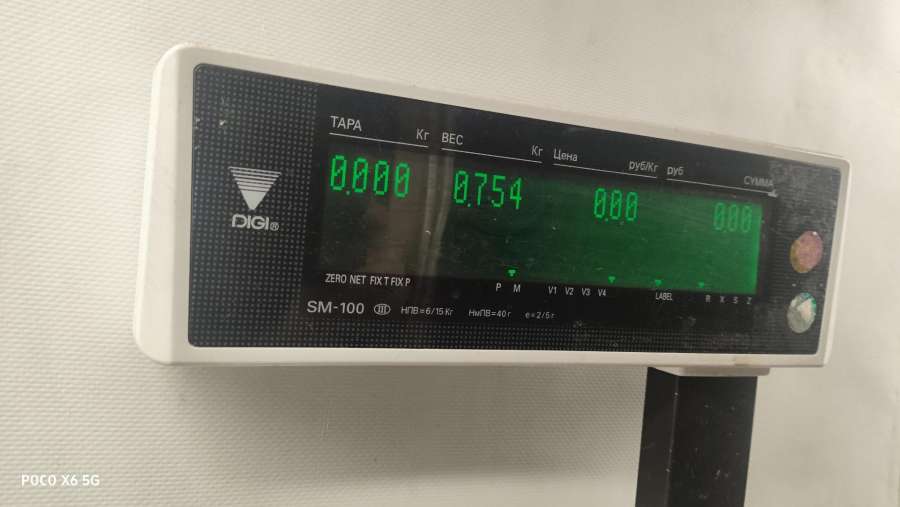 ТАРА Кг ВЕС Кг Цена руб/Кг руб СУММА
0.000 0.754 0.00 0.00
DIGI®
ZERO NET FIX T FIX P P M V1 V2 V3 V4 LABEL R X S Z
SM-100 III НПВ=6/15 Кг НмПВ=40 г e=2/5 г
POCO X6 5G